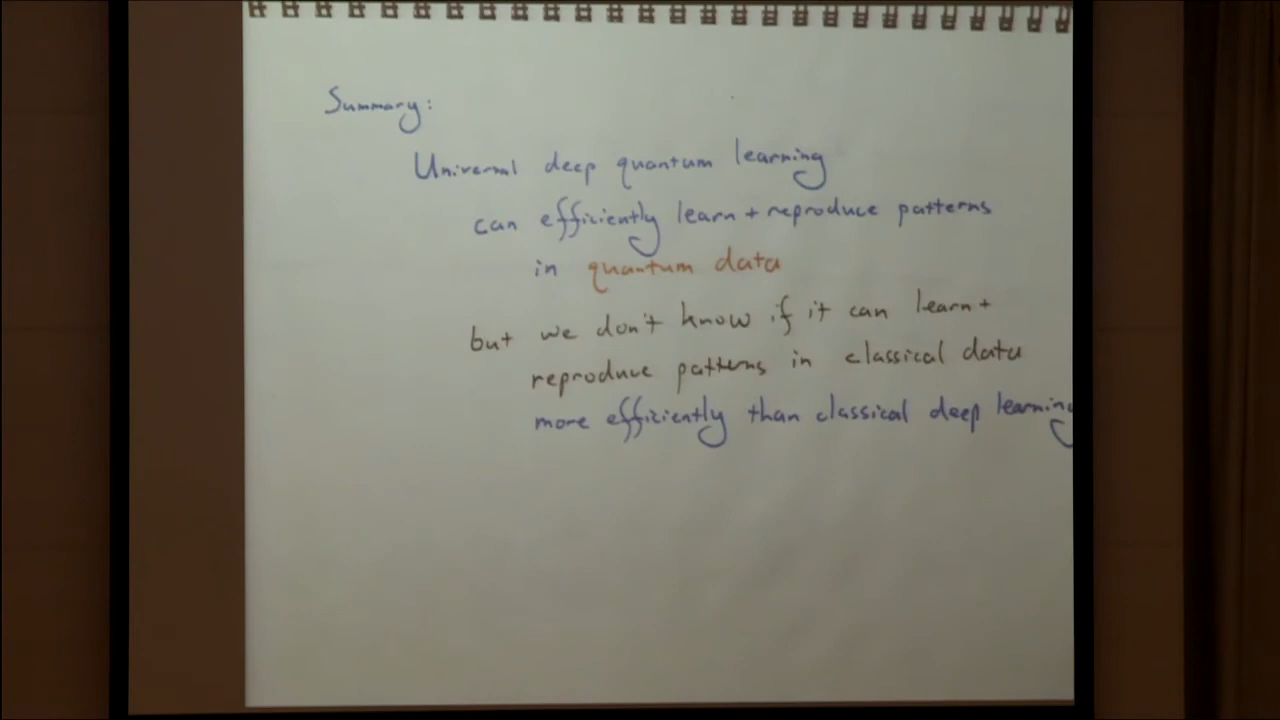 Summary:
Universal deep quantum learning
can efficiently learn + reproduce patterns
in quantum data
but we don't know if it can learn +
reproduce patterns in classical data
more efficiently than classical deep learning